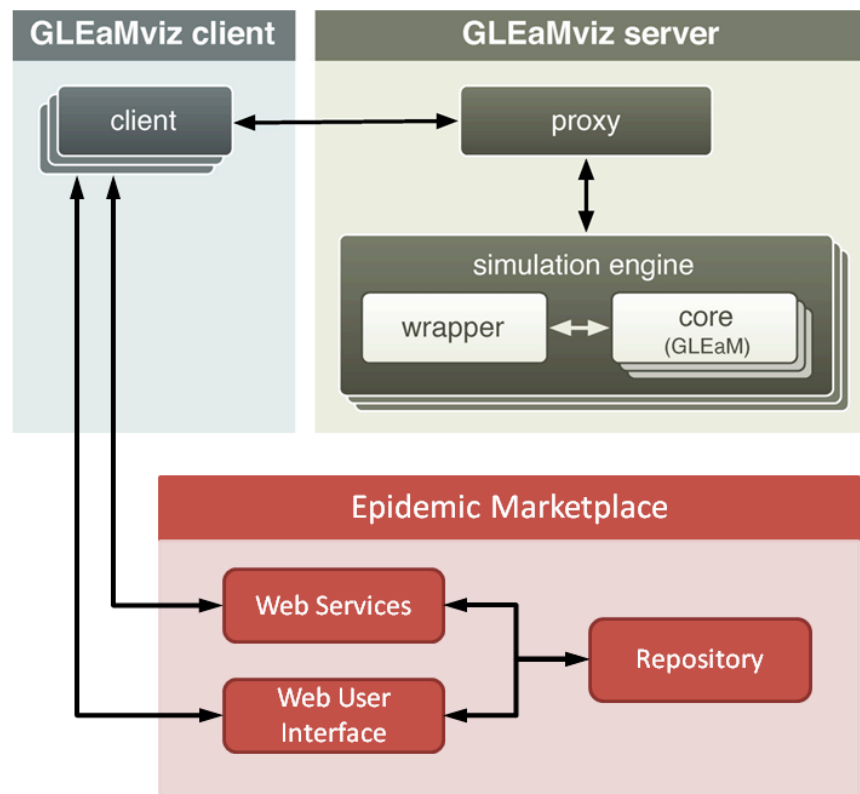 GLEaMviz client
GLEaMviz server
client
proxy
simulation engine
wrapper
core
(GLEaM)
Epidemic Marketplace
Web Services
Repository
Web User
Interface